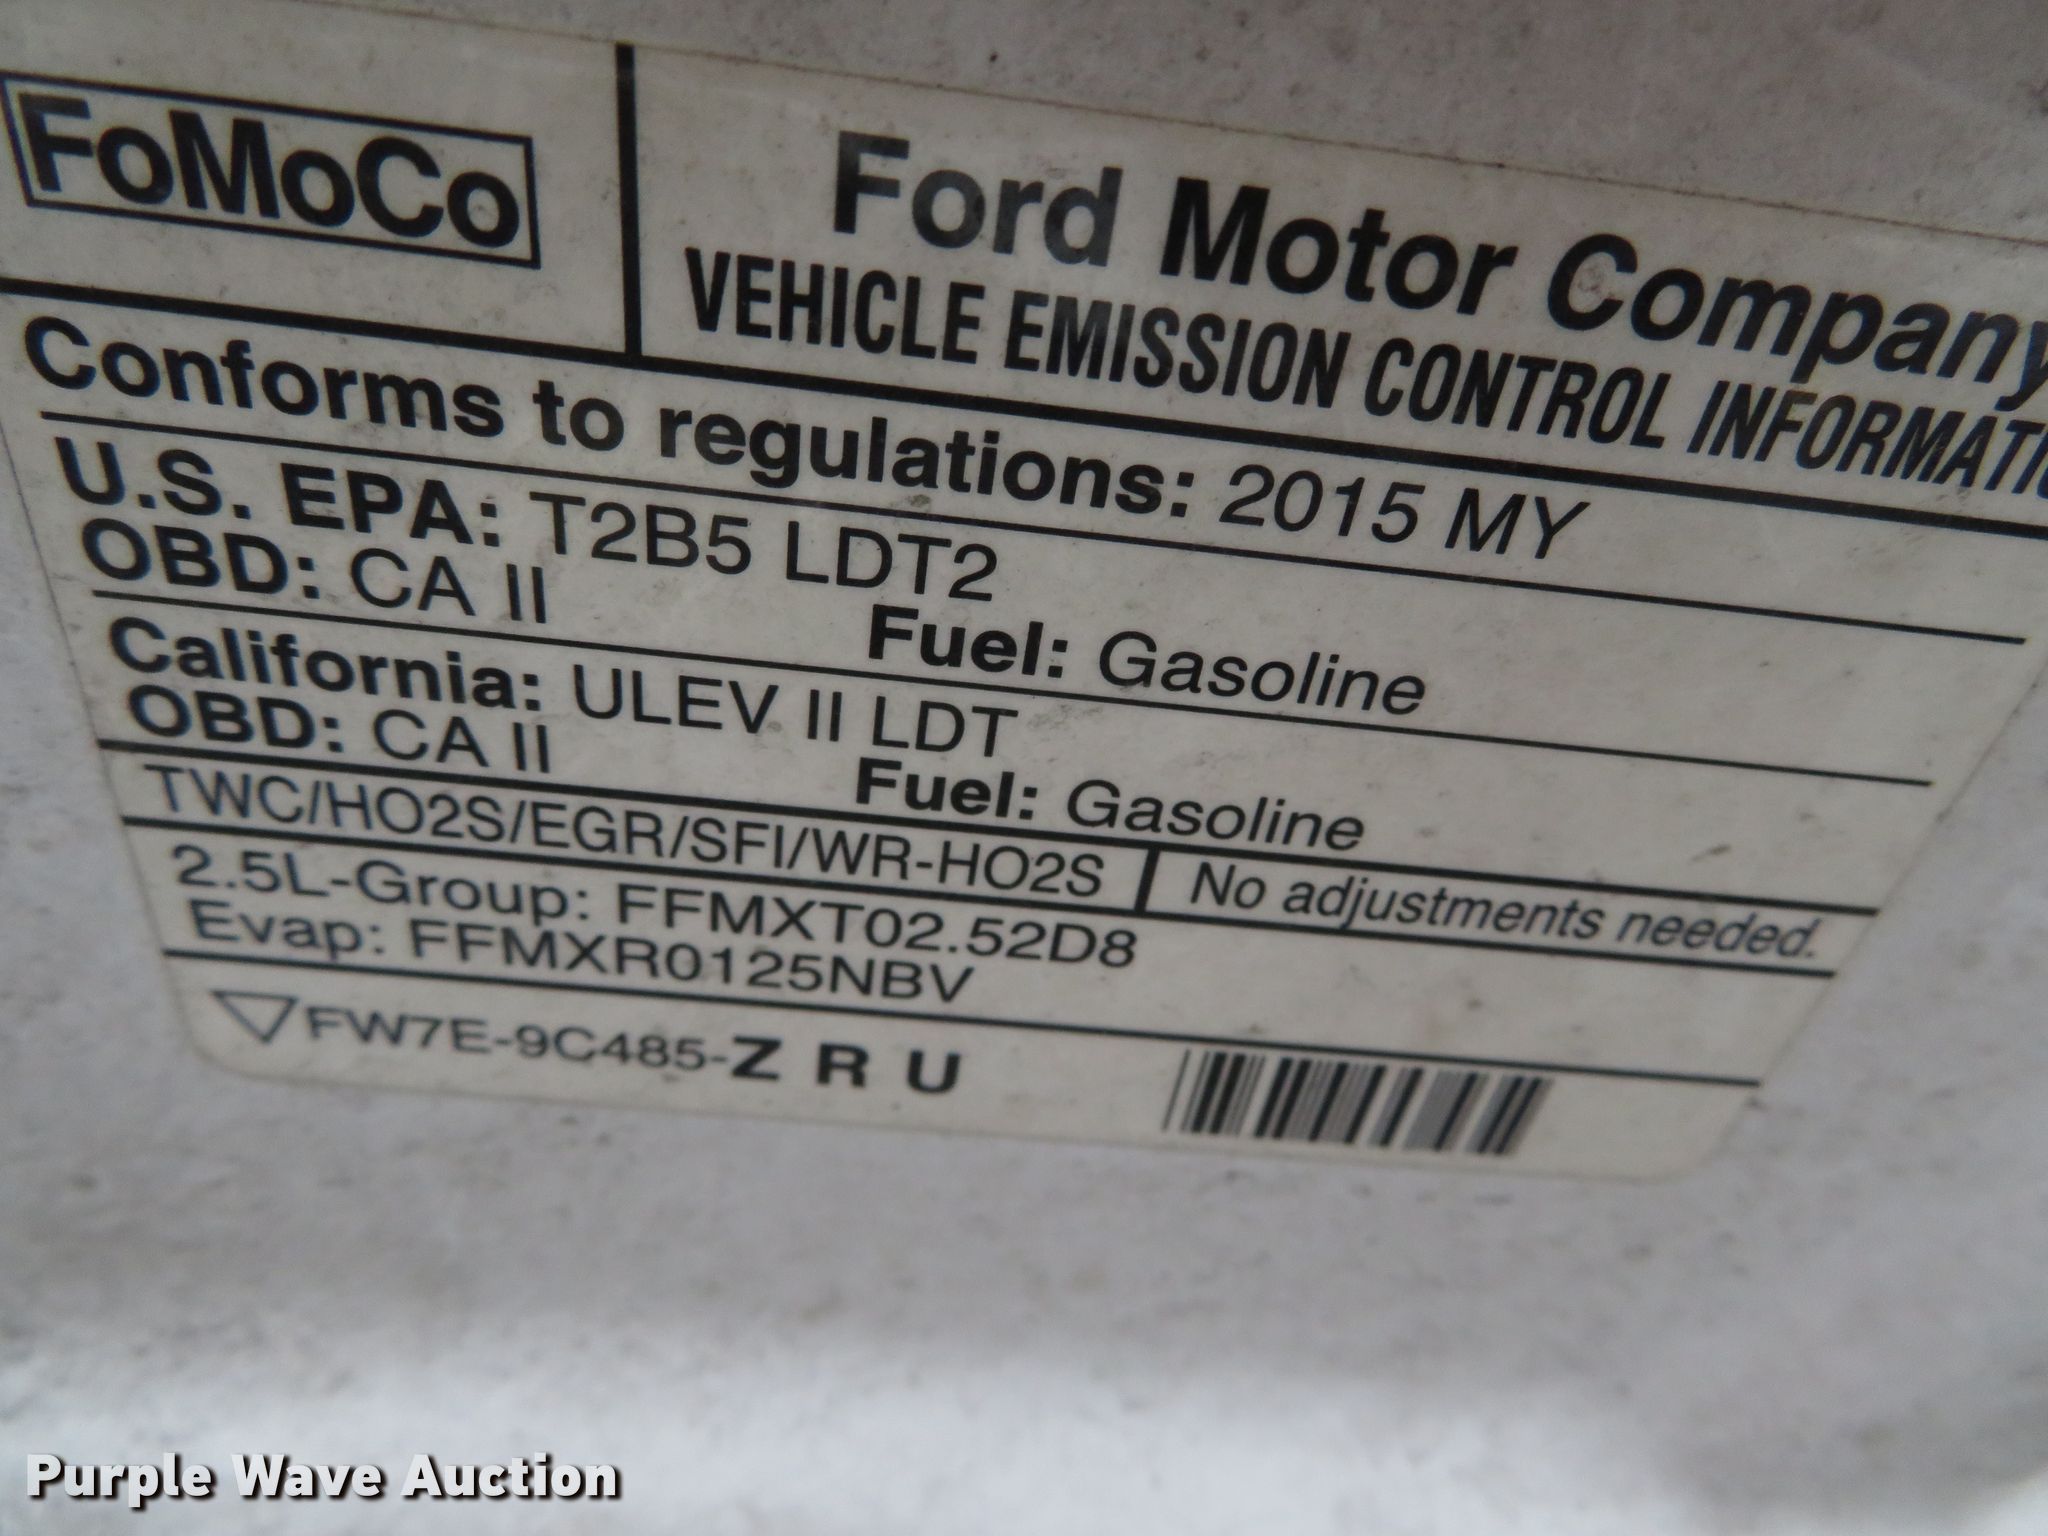 FoMoCo
Ford Motor Company
VEHICLE EMISSION CONTROL INFORMATI
Conforms to regulations: 2015 MY
U.S. EPA: T2B5 LDT2
OBD: CA II Fuel: Gasoline
California: ULEV II LDT
OBD: CA II Fuel: Gasoline
TWC/HO2S/EGR/SFI/WR-HO2S No adjustments needed.
2.5L-Group: FFMXT02.52D8
Evap: FFMXR0125NBV
FW7E-9C485-Z R U
Purple Wave Auction